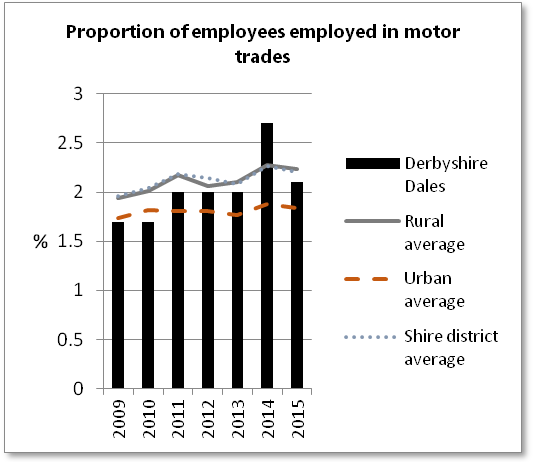 Proportion of employees employed in motor
trades
3
2.5
2
1.5
1
0.5
0
%
2009
2010
2011
2012
2013
2014
2015
Derbyshire
Dales
Rural
average
Urban
average
Shire district
average